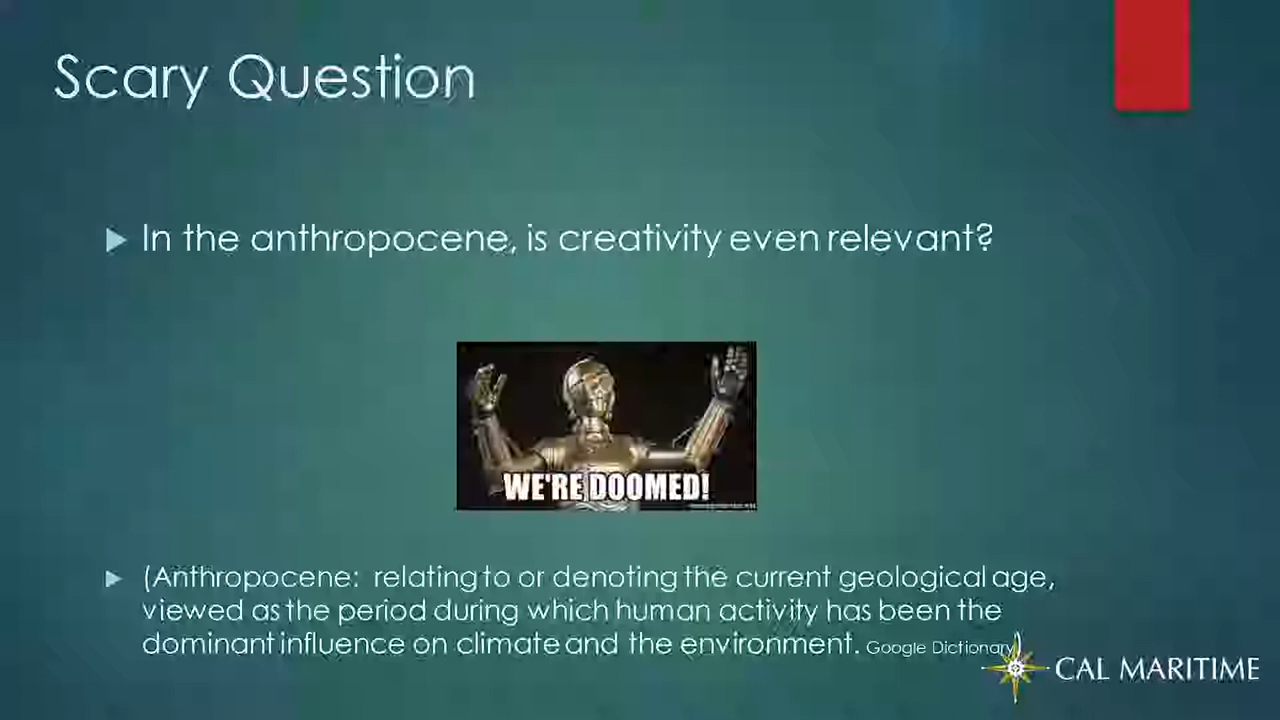 Scary Question
In the anthropocene, is creativity even relevant?
WE'RE DOOMED!
(Anthropocene: relating to or denoting the current geological age,
viewed as the period during which human activity has been the
dominant influence on climate and the environment. Google Dictionary)
CAL MARITIME